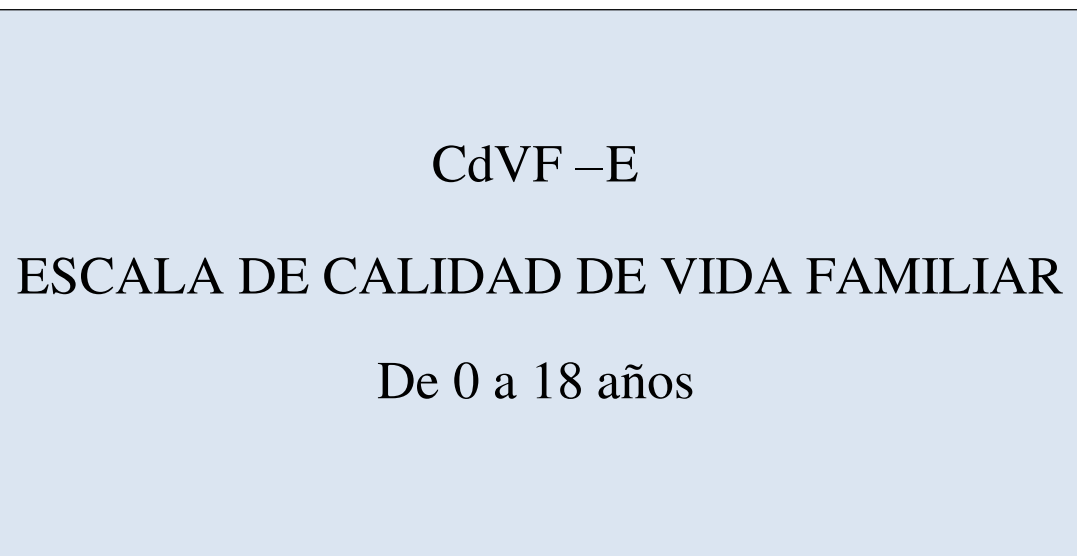 CdVF –E
ESCALA DE CALIDAD DE VIDA FAMILIAR
De 0 a 18 años